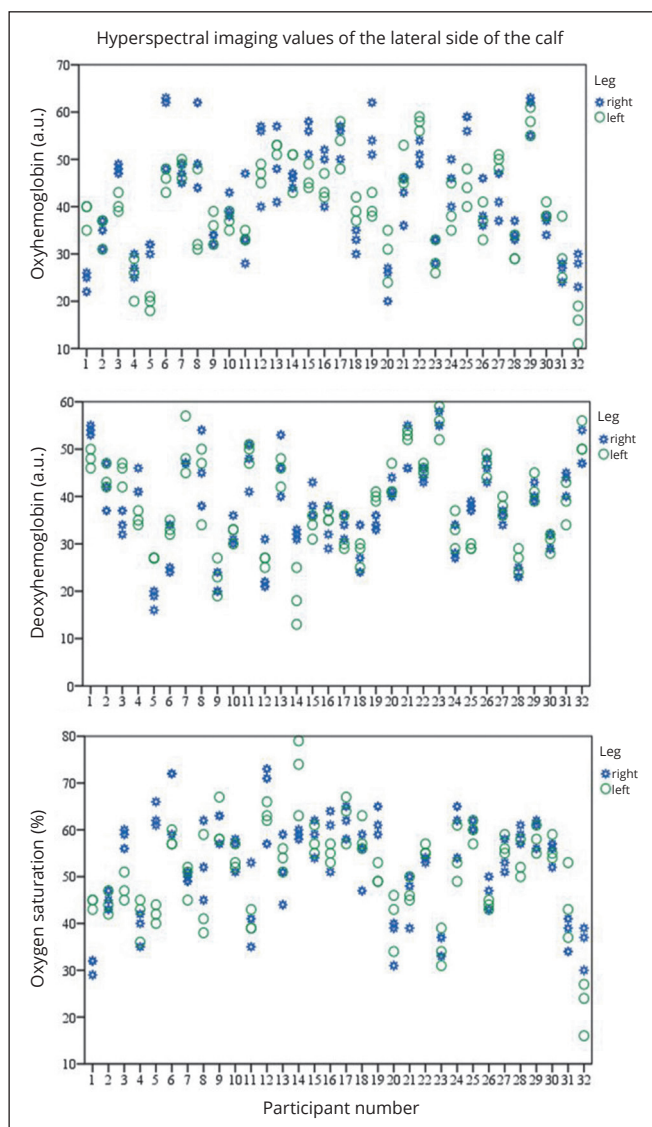 Hyperspectral imaging values of the lateral side of the calf
Oxyhemoglobin (a.u.)
70
60
50
40
30
20
10
1 2 3 4 5 6 7 8 9 10 11 12 13 14 15 16 17 18 19 20 21 22 23 24 25 26 27 28 29 30 31 32
Leg
right
left
Deoxyhemoglobin (a.u.)
60
50
40
30
20
10
0
1 2 3 4 5 6 7 8 9 10 11 12 13 14 15 16 17 18 19 20 21 22 23 24 25 26 27 28 29 30 31 32
Leg
right
left
Oxygen saturation (%)
80
70
60
50
40
30
20
10
1 2 3 4 5 6 7 8 9 10 11 12 13 14 15 16 17 18 19 20 21 22 23 24 25 26 27 28 29 30 31 32
Leg
right
left
Participant number